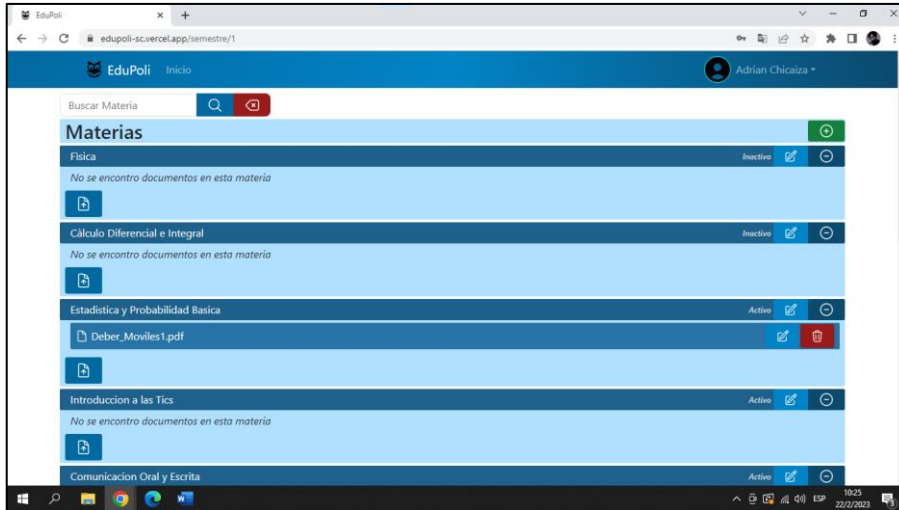 EduPoli
edupoli-sc.vercel.app/semestre/1
EduPoli Inicio Adrian Chicaiza
Buscar Materia
Materias
Fisica Inactivo
No se encontro documentos en esta materia
Càlculo Diferencial e Integral Inactivo
No se encontro documentos en esta materia
Estadistica y Probabilidad Basica Activo
Deber_Moviles1.pdf
Introduccion a las Tics Activo
No se encontro documentos en esta materia
Comunicacion Oral y Escrita Activo
ESP 10:25
22/2/2023